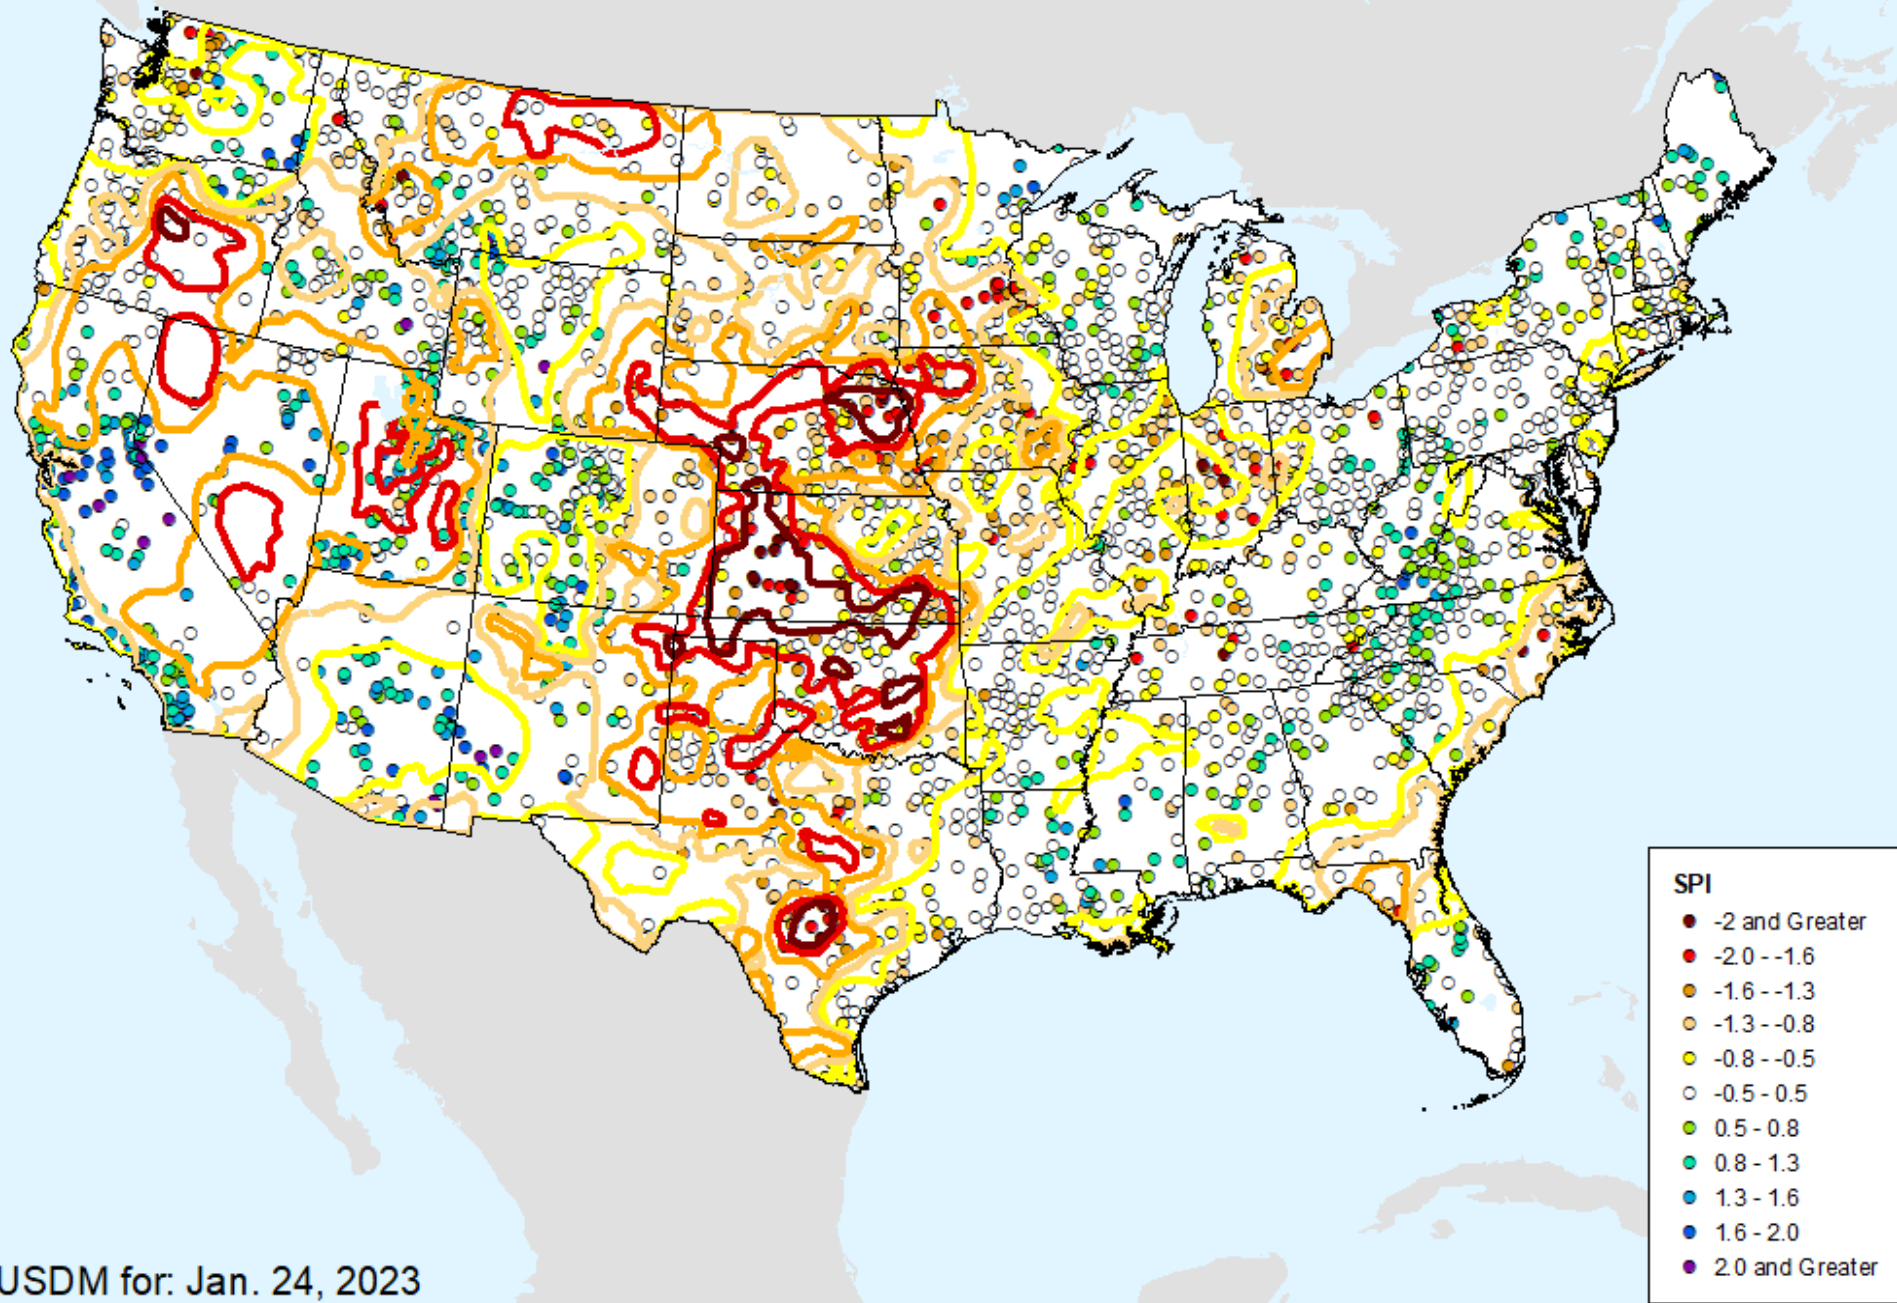 SPI
-2 and Greater
-2.0 - -1.6
-1.6 - -1.3
-1.3 - -0.8
-0.8 - -0.5
-0.5 - 0.5
0.5 - 0.8
0.8 - 1.3
1.3 - 1.6
1.6 - 2.0
2.0 and Greater
USDM for: Jan. 24, 2023